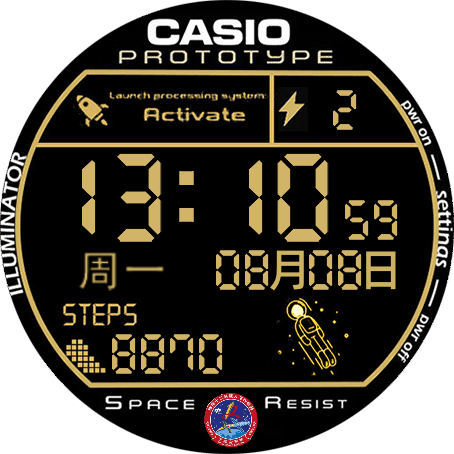 CASIO
PROTOTYPE
Launch processing system:
Activate
2
pwr on
settings
pwr off
ILLUMINATOR
13:10 59
周一 08月08日
STEPS
8870
SPACE RESIST